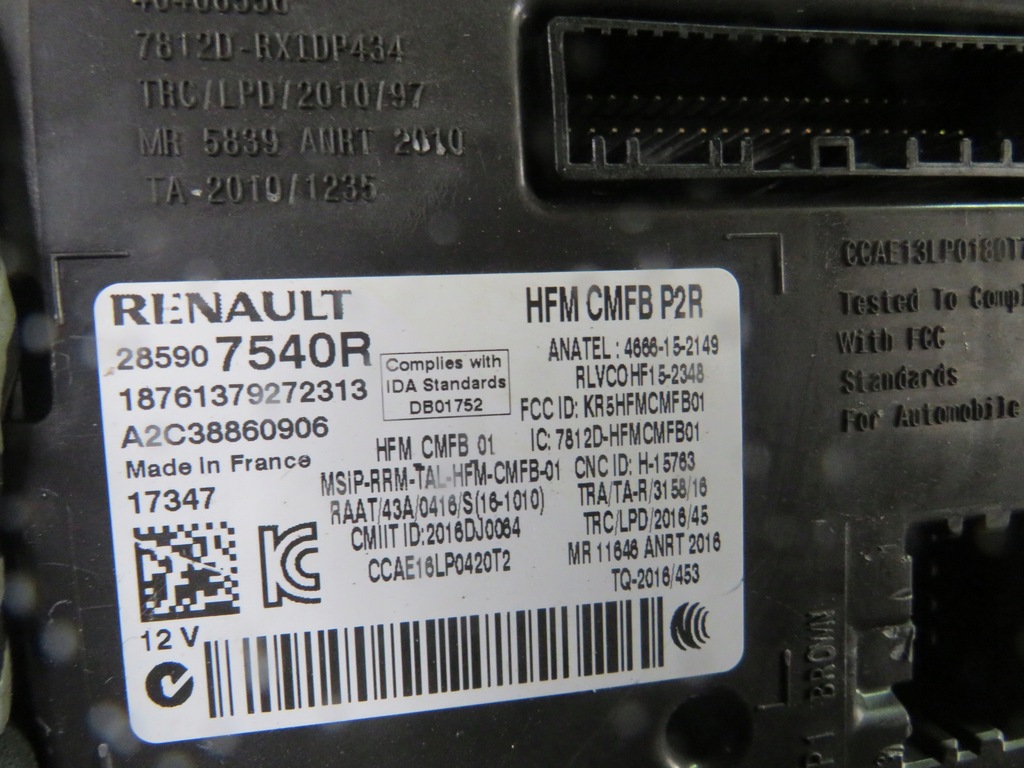 7812D-RX1DP434
TRC/LPD/2010/97
MR 5839 ANRT 2010
TA-2010/1235
CCAE13LP0180T
Tested To Compl
With FCC
Standards
For Automobile
RENAULT
HFM CMFB P2R
28590 7 7540R
18761379272313
A2C38860906
Made in France
17347
Complies with
IDA Standards
DB01752
ANATEL : 4666-15-2149
RLVCOHF15-2348
FCC ID: KR5HFMCMFB01
HFM CMFB 01
IC: 7812D-HFMCMFB01
MSIP-RRM-TAL-HFM-CMFB-01
CNC ID: H-15763
RAAT/43A/0416/S(16-1010)
TRA/TA-R/3158/16
CMIIT ID:2016DJ0064
TRC/LPD/2016/45
CCAE16LP0420T2
MR 11646 ANRT 2016
TQ-2016/453
12 V
P1 BROWN